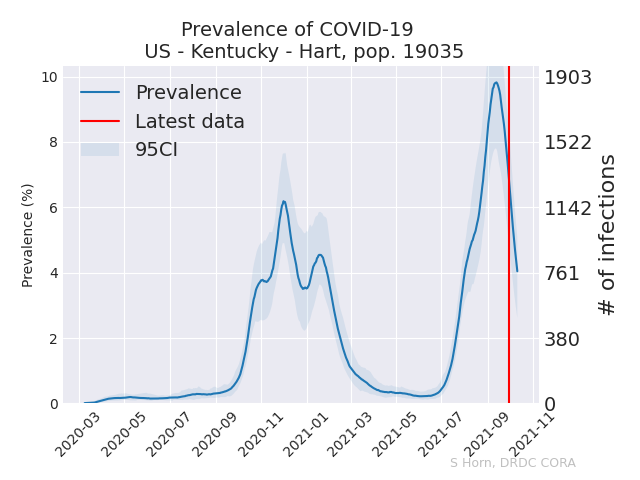 Prevalence of COVID-19
US - Kentucky - Hart, pop. 19035
Prevalence
Latest data
95CI
Prevalence (%)
10
8
6
4
2
0
1903
1522
1142
761
380
0
# of infections
2020-03
2020-05
2020-07
2020-09
2020-11
2021-01
2021-03
2021-05
2021-07
2021-09
2021-11
S Horn, DRDC CORA